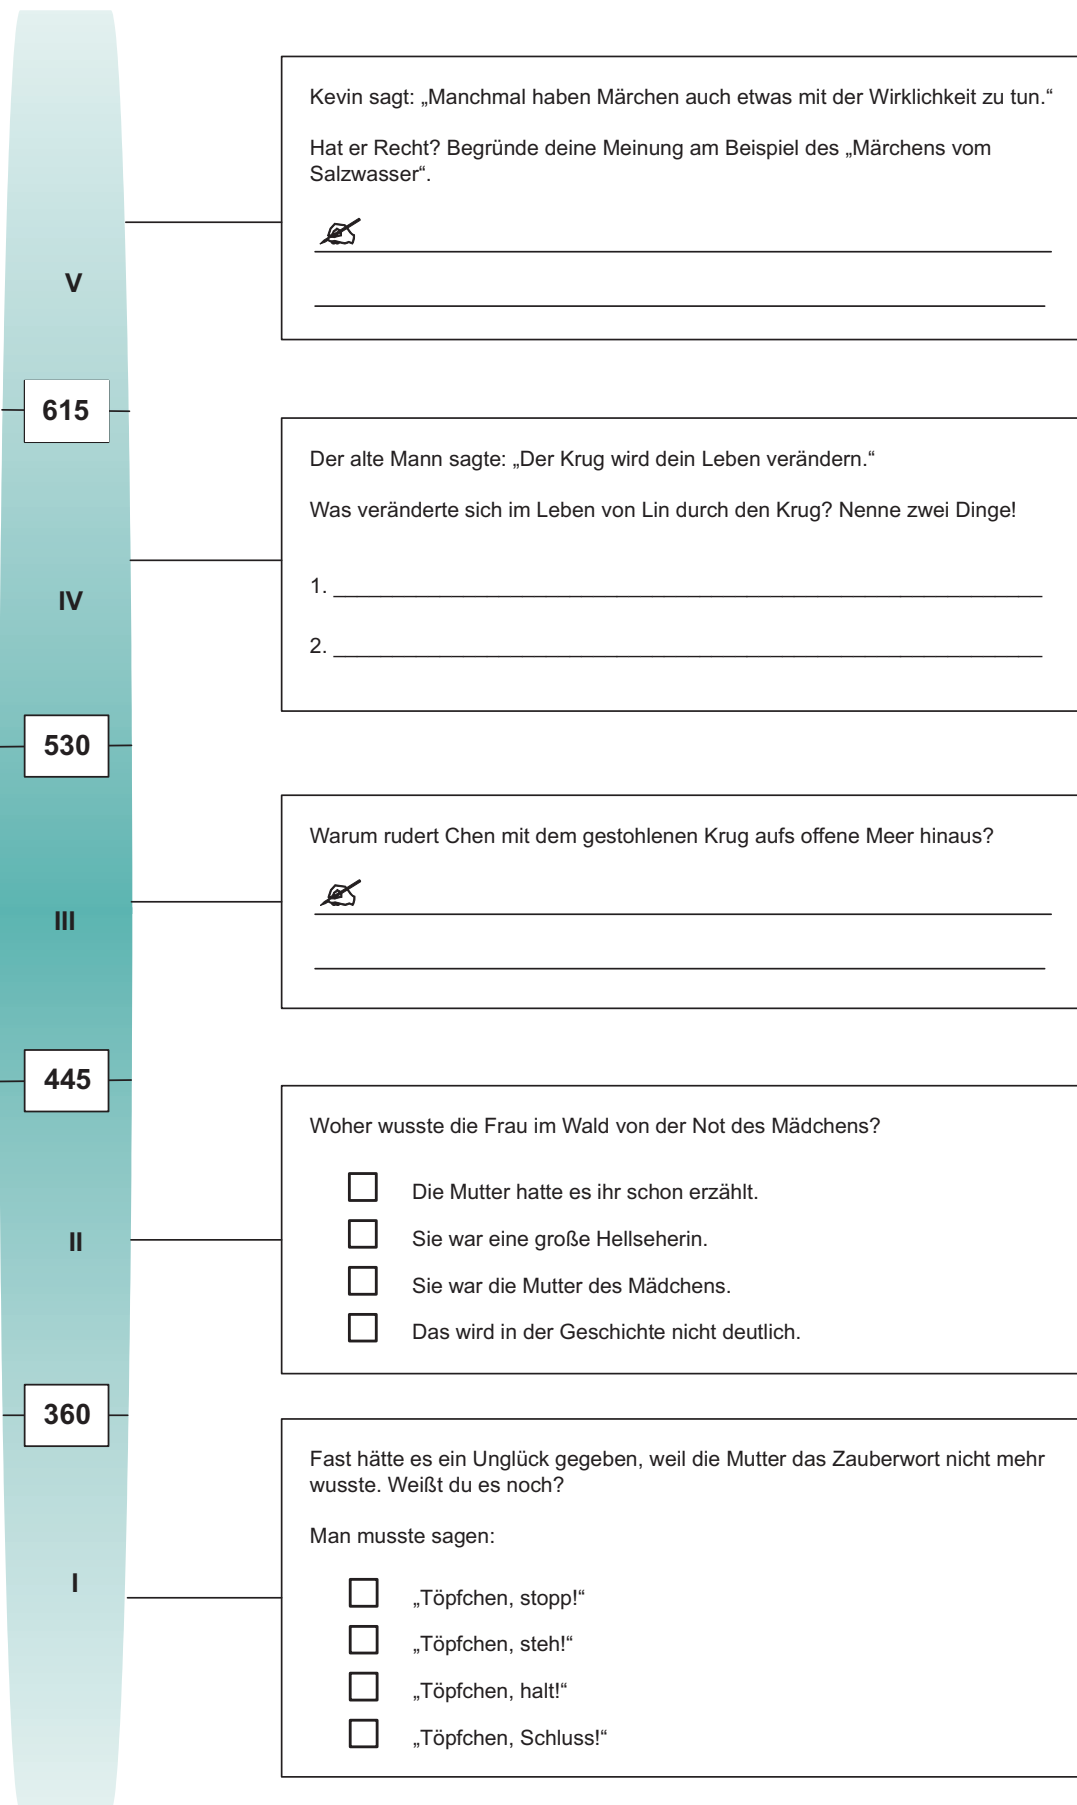 Kevin sagt: „Manchmal haben Märchen auch etwas mit der Wirklichkeit zu tun.“
Hat er Recht? Begründe deine Meinung am Beispiel des „Märchens vom
Salzwasser“.
V
615
Der alte Mann sagte: „Der Krug wird dein Leben verändern.“
Was veränderte sich im Leben von Lin durch den Krug? Nenne zwei Dinge!
1.
2.
IV
530
Warum rudert Chen mit dem gestohlenen Krug aufs offene Meer hinaus?
III
445
Woher wusste die Frau im Wald von der Not des Mädchens?
Die Mutter hatte es ihr schon erzählt.
Sie war eine große Hellseherin.
Sie war die Mutter des Mädchens.
Das wird in der Geschichte nicht deutlich.
II
360
Fast hätte es ein Unglück gegeben, weil die Mutter das Zauberwort nicht mehr
wusste. Weißt du es noch?
Man musste sagen:
„Töpfchen, stopp!“
„Töpfchen, steh!“
„Töpfchen, halt!“
„Töpfchen, Schluss!“
I